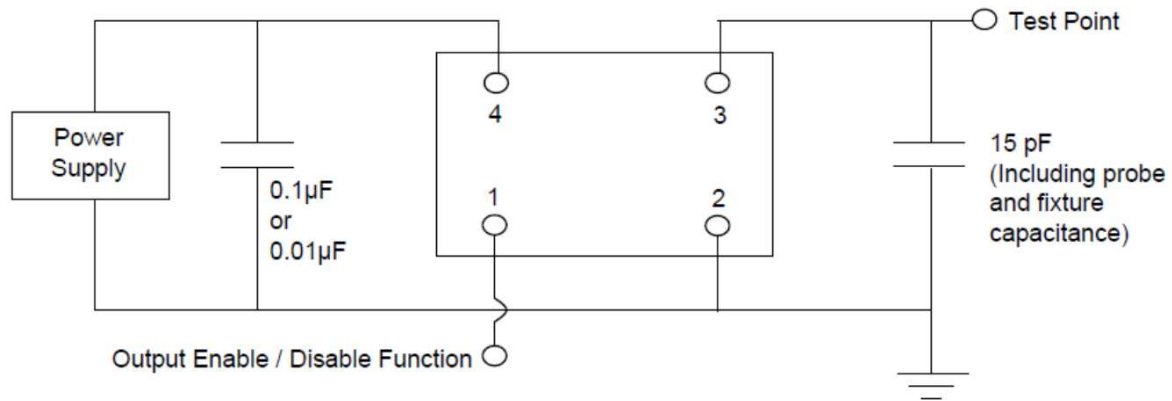 Test Point
Power
Supply
0.1µF
or
0.01µF
4
3
1
2
15 pF
(Including probe
and fixture
capacitance)
Output Enable / Disable Function